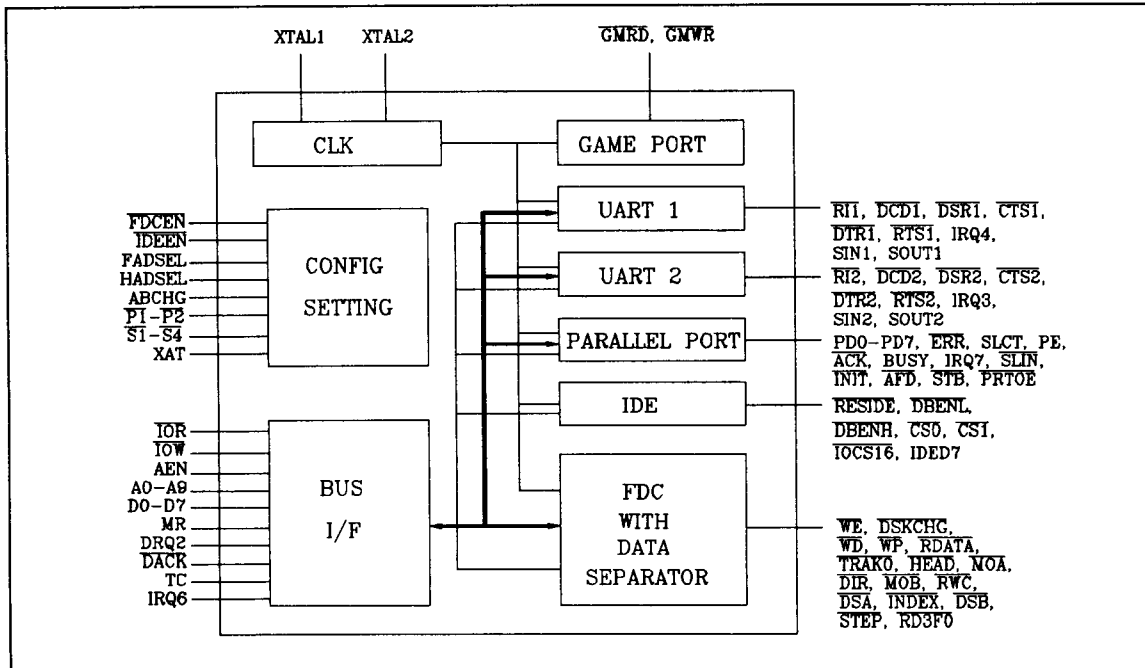 XTAL1
XTAL2
GMRD, GMWR
CLK
GAME PORT
FDCEN
IDEEN
FADSEL
HADSEL
ABCHG
P1-P2
S1-S4
XAT
CONFIG
SETTING
UART 1
RI1, DCD1, DSR1, CTS1,
DTR1, RTS1, IRQ4,
SIN1, SOUT1
UART 2
RI2, DCD2, DSR2, CTS2,
DTR2, RTS2, IRQ3,
SIN2, SOUT2
PARALLEL PORT
PD0-PD7, ERR, SLCT, PE,
ACK, BUSY, IRQ7, SLIN,
INIT, AFD, STB, PRTOE
IDE
RESIDE, DBENL,
DBENH, CS0, CS1,
IOCS16, IDED7
IOR
IOW
AEN
A0-A9
D0-D7
MR
DRQ2
DACK
TC
IRQ6
BUS
I/F
FDC
WITH
DATA
SEPARATOR
WE, DSKCHG,
WD, WP, RDATA,
TRAK0, HEAD, MOA,
DIR, MOB, RWC,
DSA, INDEX, DSB,
STEP, RD3F0